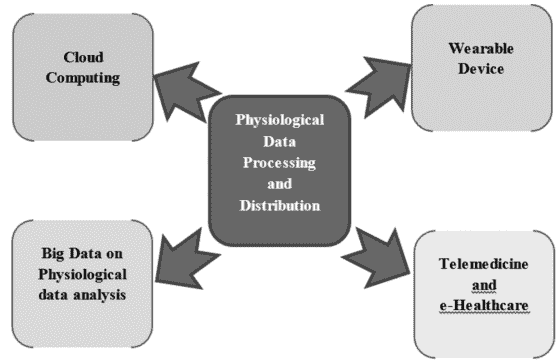 Cloud
Computing
Wearable
Device
Physiological
Data
Processing
and
Distribution
Big Data on
Physiological
data analysis
Telemedicine
and
e-Healthcare